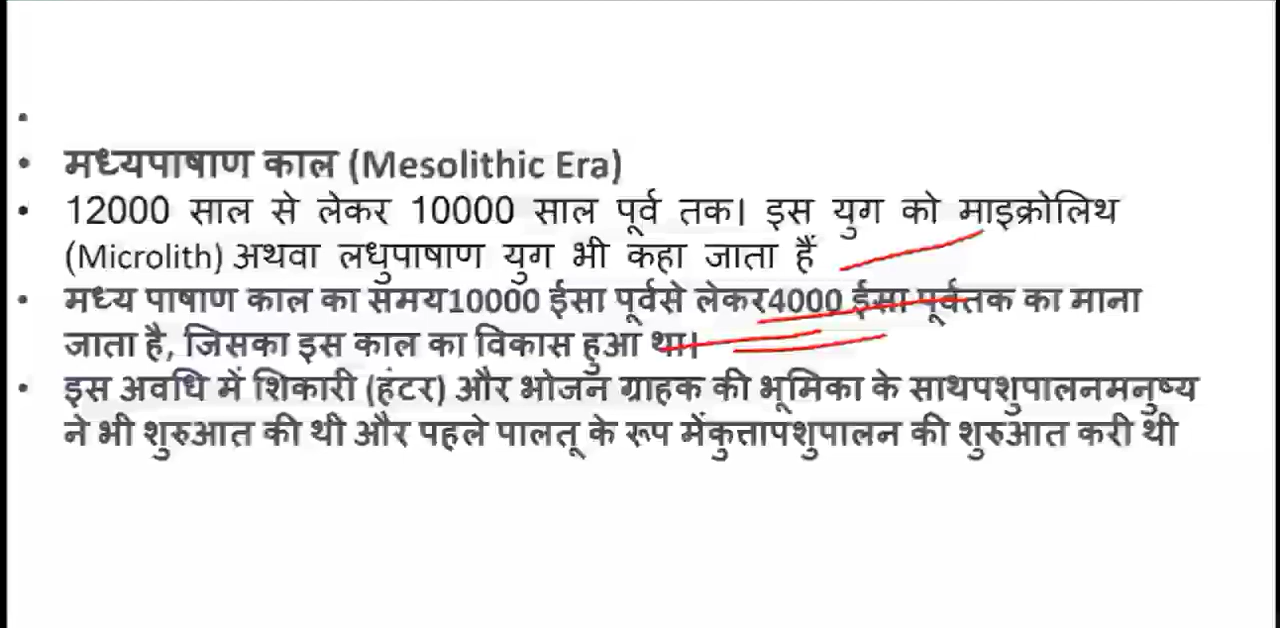 • 
• मध्यपाषाण काल (Mesolithic Era)
• 12000 साल से लेकर 10000 साल पूर्व तक। इस युग को माइक्रोलिथ
(Microlith) अथवा लधुपाषाण युग भी कहा जाता हैं
• मध्य पाषाण काल का समय10000 ईसा पूर्वसे लेकर4000 ईसा पूर्वतक का माना
जाता है, जिसका इस काल का विकास हुआ था।
• इस अवधि में शिकारी (हंटर) और भोजन ग्राहक की भूमिका के साथपशुपालनमनुष्य
ने भी शुरुआत की थी और पहले पालतू के रूप मेंकुत्तापशुपालन की शुरुआत करी थी